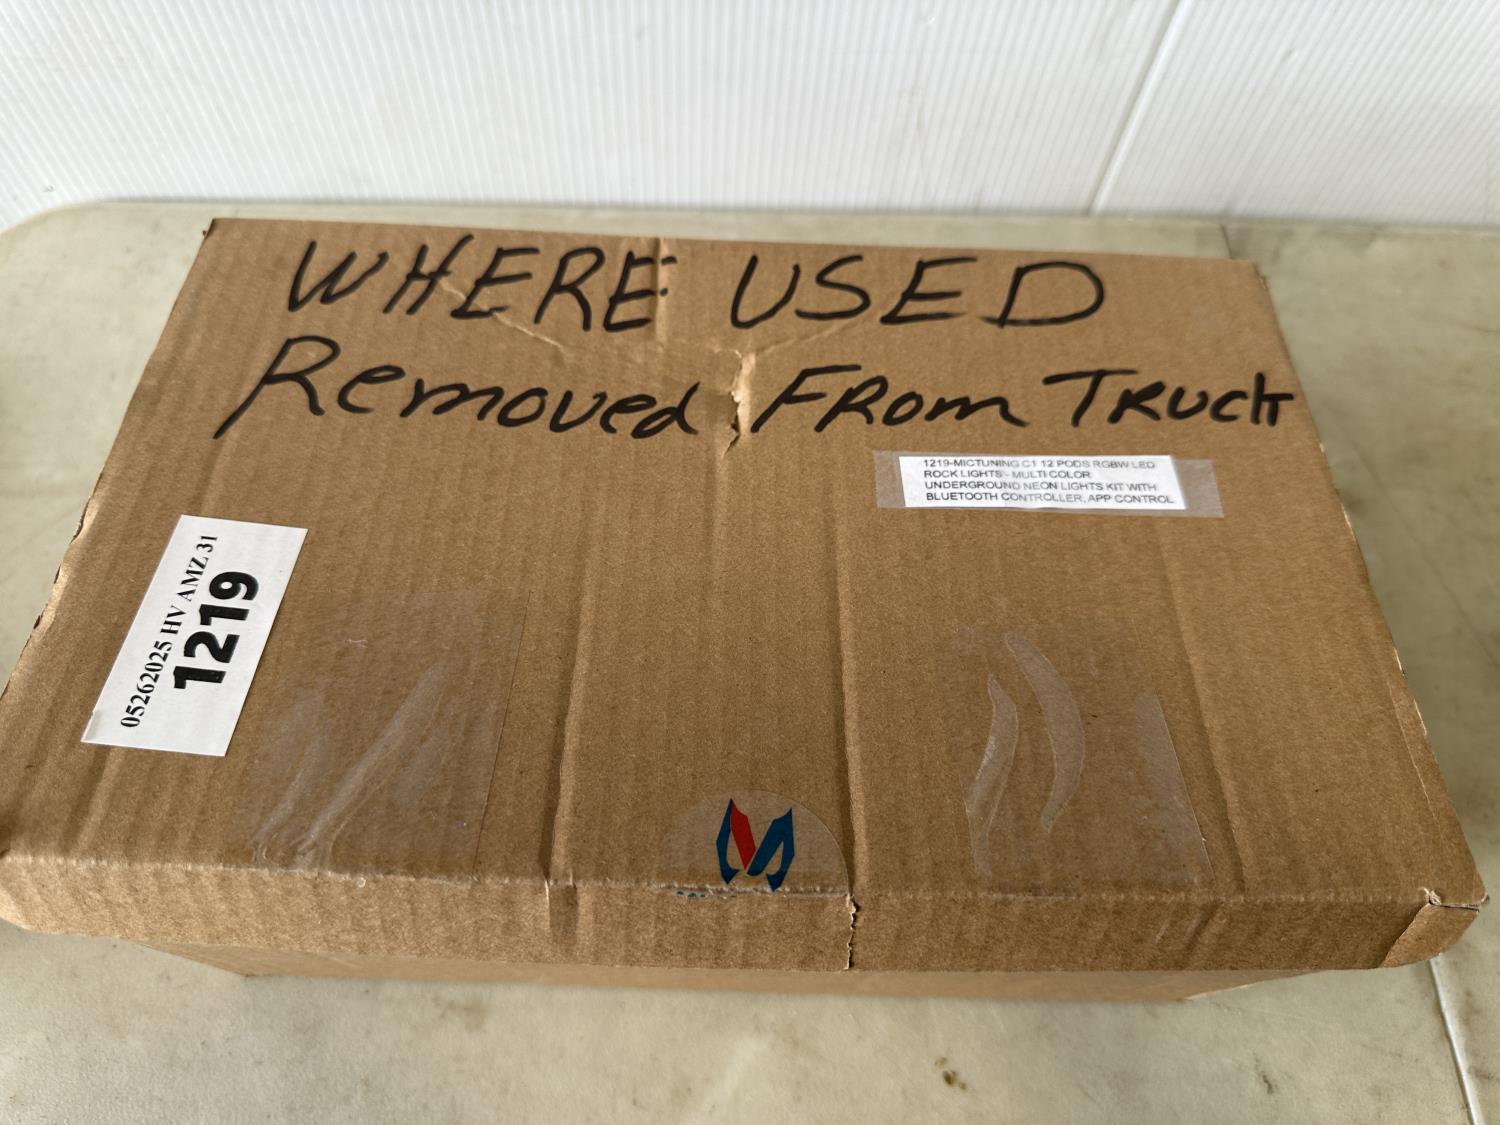 WHERE USED
Removed FROM TRUCK
1219-MICTUNING C1 12 PODS RGBW LED
ROCK LIGHTS - MULTI COLOR
UNDERGROUND NEON LIGHTS KIT WITH
BLUETOOTH CONTROLLER, APP CONTROL
05262025 HV AMZ 31
1219